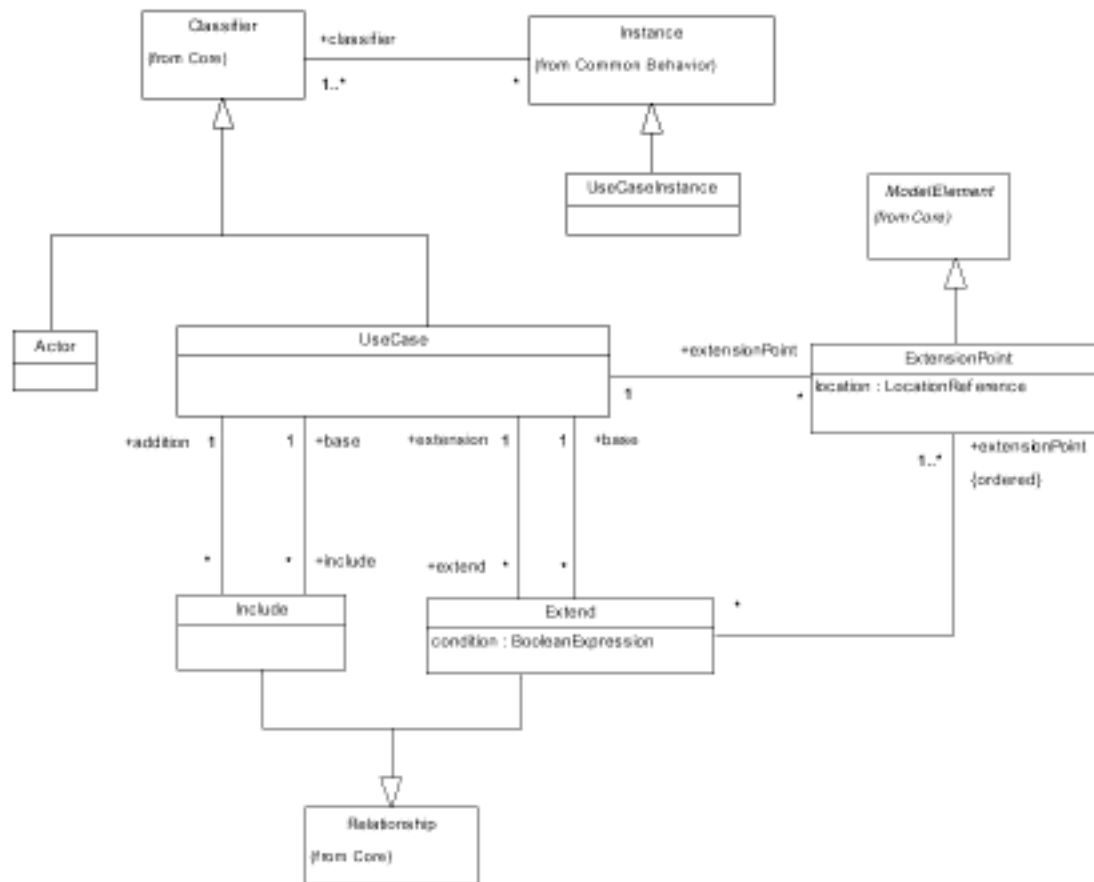 Classifier
(from Core)
+classifier
1..*
*
Instance
(from Common Behavior)
UseCaseInstance
ModelElement
(from Core)
Actor
UseCase
+extensionPoint
1
*
ExtensionPoint
location : LocationReference
+addition
1
1
+base
+extension
1
1
+base
1..*
+extensionPoint
{ordered}
*
*
+include
+extend
*
*
Include
Extend
condition : BooleanExpression
*
Relationship
(from Core)